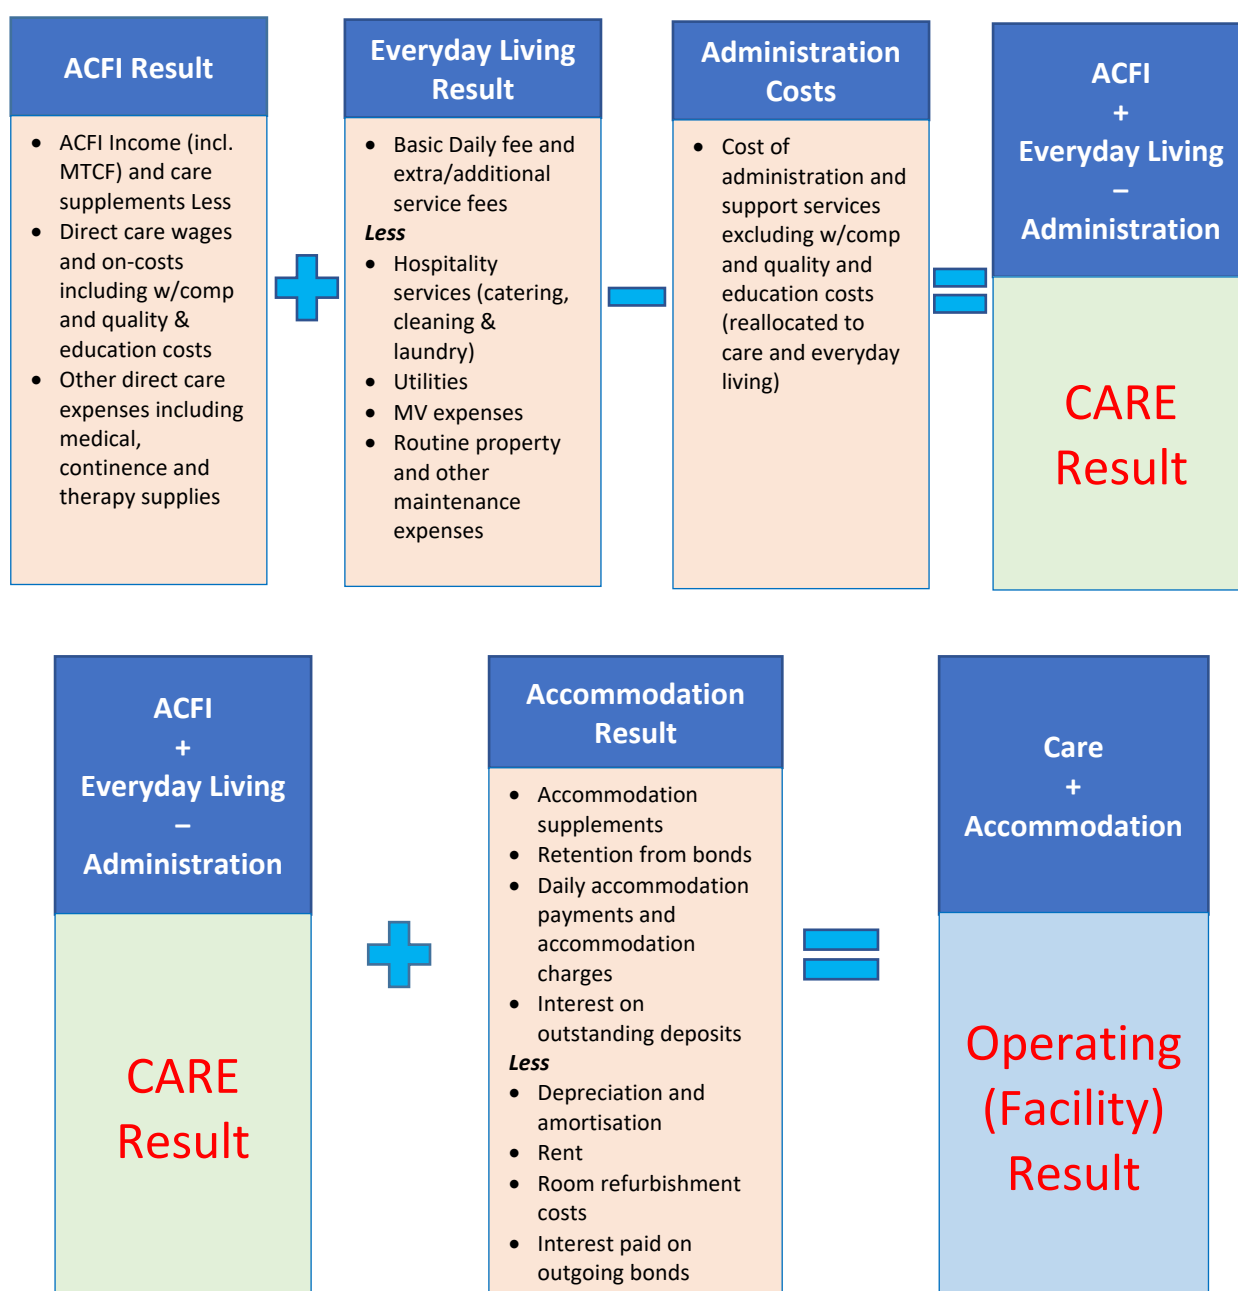 ACFI Result
• ACFI Income (incl.
MTCF) and care
supplements Less
• Direct care wages
and on-costs
including w/comp
and quality &
education costs
• Other direct care
expenses including
medical,
continence and
therapy supplies
Everyday Living
Result
• Basic Daily fee and
extra/additional
service fees
Less
• Hospitality
services (catering,
cleaning &
laundry)
• Utilities
• MV expenses
• Routine property
and other
maintenance
expenses
Administration
Costs
• Cost of
administration and
support services
excluding w/comp
and quality and
education costs
(reallocated to
care and everyday
living)
ACFI
+
Everyday Living
–
Administration
CARE
Result
ACFI
+
Everyday Living
–
Administration
CARE
Result
Accommodation
Result
• Accommodation
supplements
• Retention from bonds
• Daily accommodation
payments and
accommodation
charges
• Interest on
outstanding deposits
Less
• Depreciation and
amortisation
• Rent
• Room refurbishment
costs
• Interest paid on
outgoing bonds
Care
+
Accommodation
Operating
(Facility)
Result